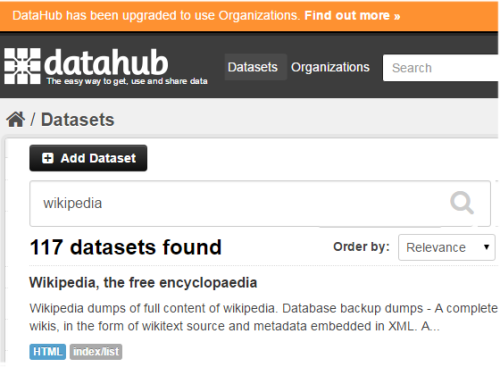 DataHub has been upgraded to use Organizations. Find out more »
datahub
The easy way to get, use and share data
Datasets Organizations Search
/ Datasets
Add Dataset
wikipedia
117 datasets found
Order by: Relevance
Wikipedia, the free encyclopaedia
Wikipedia dumps of full content of wikipedia. Database backup dumps - A complete
wikis, in the form of wikitext source and metadata embedded in XML. A...
HTML index/list